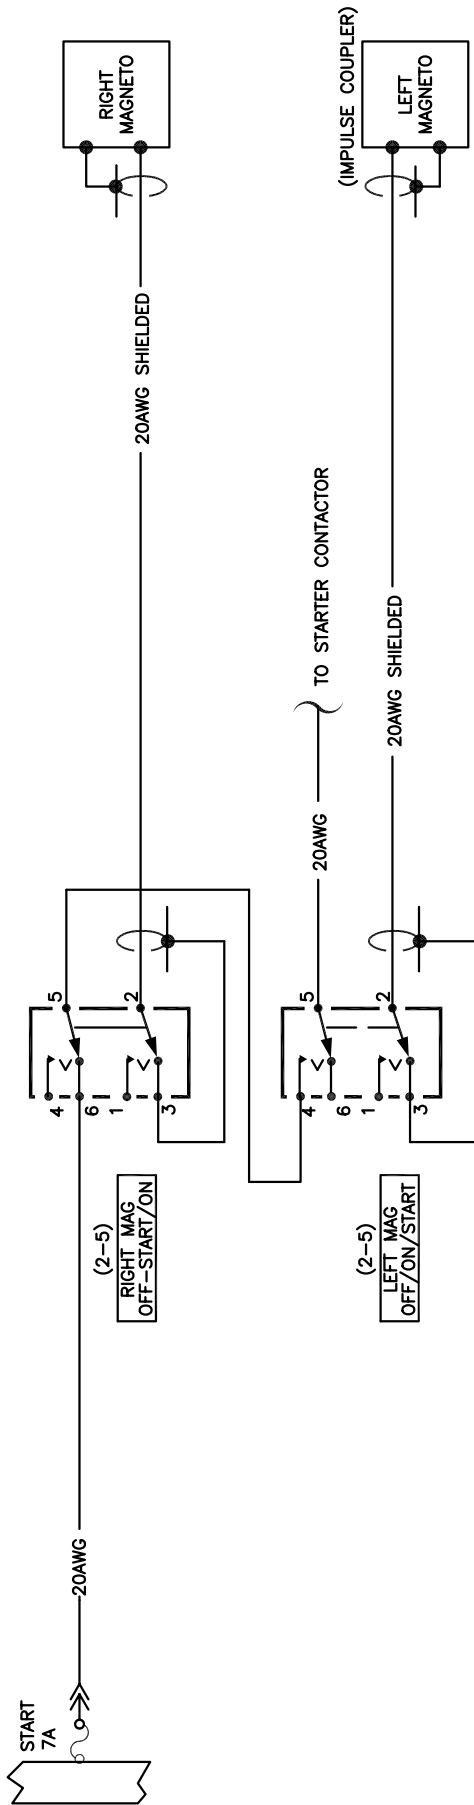 START
7A
20AWG
(2-5)
RIGHT MAG
OFF-START/ON
4
6
1
3
5
2
20AWG SHIELDED
RIGHT
MAGNETO
(2-5)
LEFT MAG
OFF/ON/START
4
6
1
3
5
2
20AWG
TO STARTER CONTACTOR
20AWG SHIELDED
(IMPULSE COUPLER)
LEFT
MAGNETO